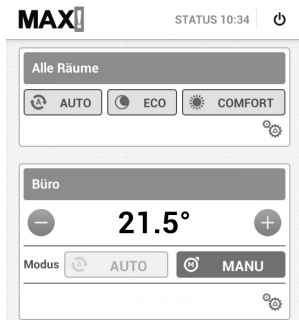 MAX! STATUS 10:34
Alle Räume
A AUTO ECO COMFORT
Büro
21.5°
Modus A AUTO M MANU